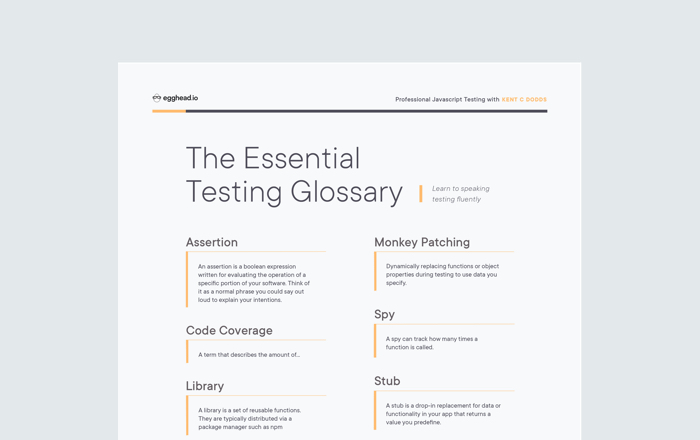 egghead.io
Professional Javascript Testing with KENT C DODDS
The Essential
Testing Glossary
Learn to speaking
testing fluently
Assertion
An assertion is a boolean expression
written for evaluating the operation of a
specific portion of your software. Think of
it as a normal phrase you could say out
loud to explain your intentions.
Code Coverage
A term that describes the amount of...
Library
A library is a set of reusable functions.
They are typically distributed via a
package manager such as npm
Monkey Patching
Dynamically replacing functions or object
properties during testing to use data you
specify.
Spy
A spy can track how many times a
function is called.
Stub
A stub is a drop-in replacement for data or
functionality in your app that returns a
value you predefine.